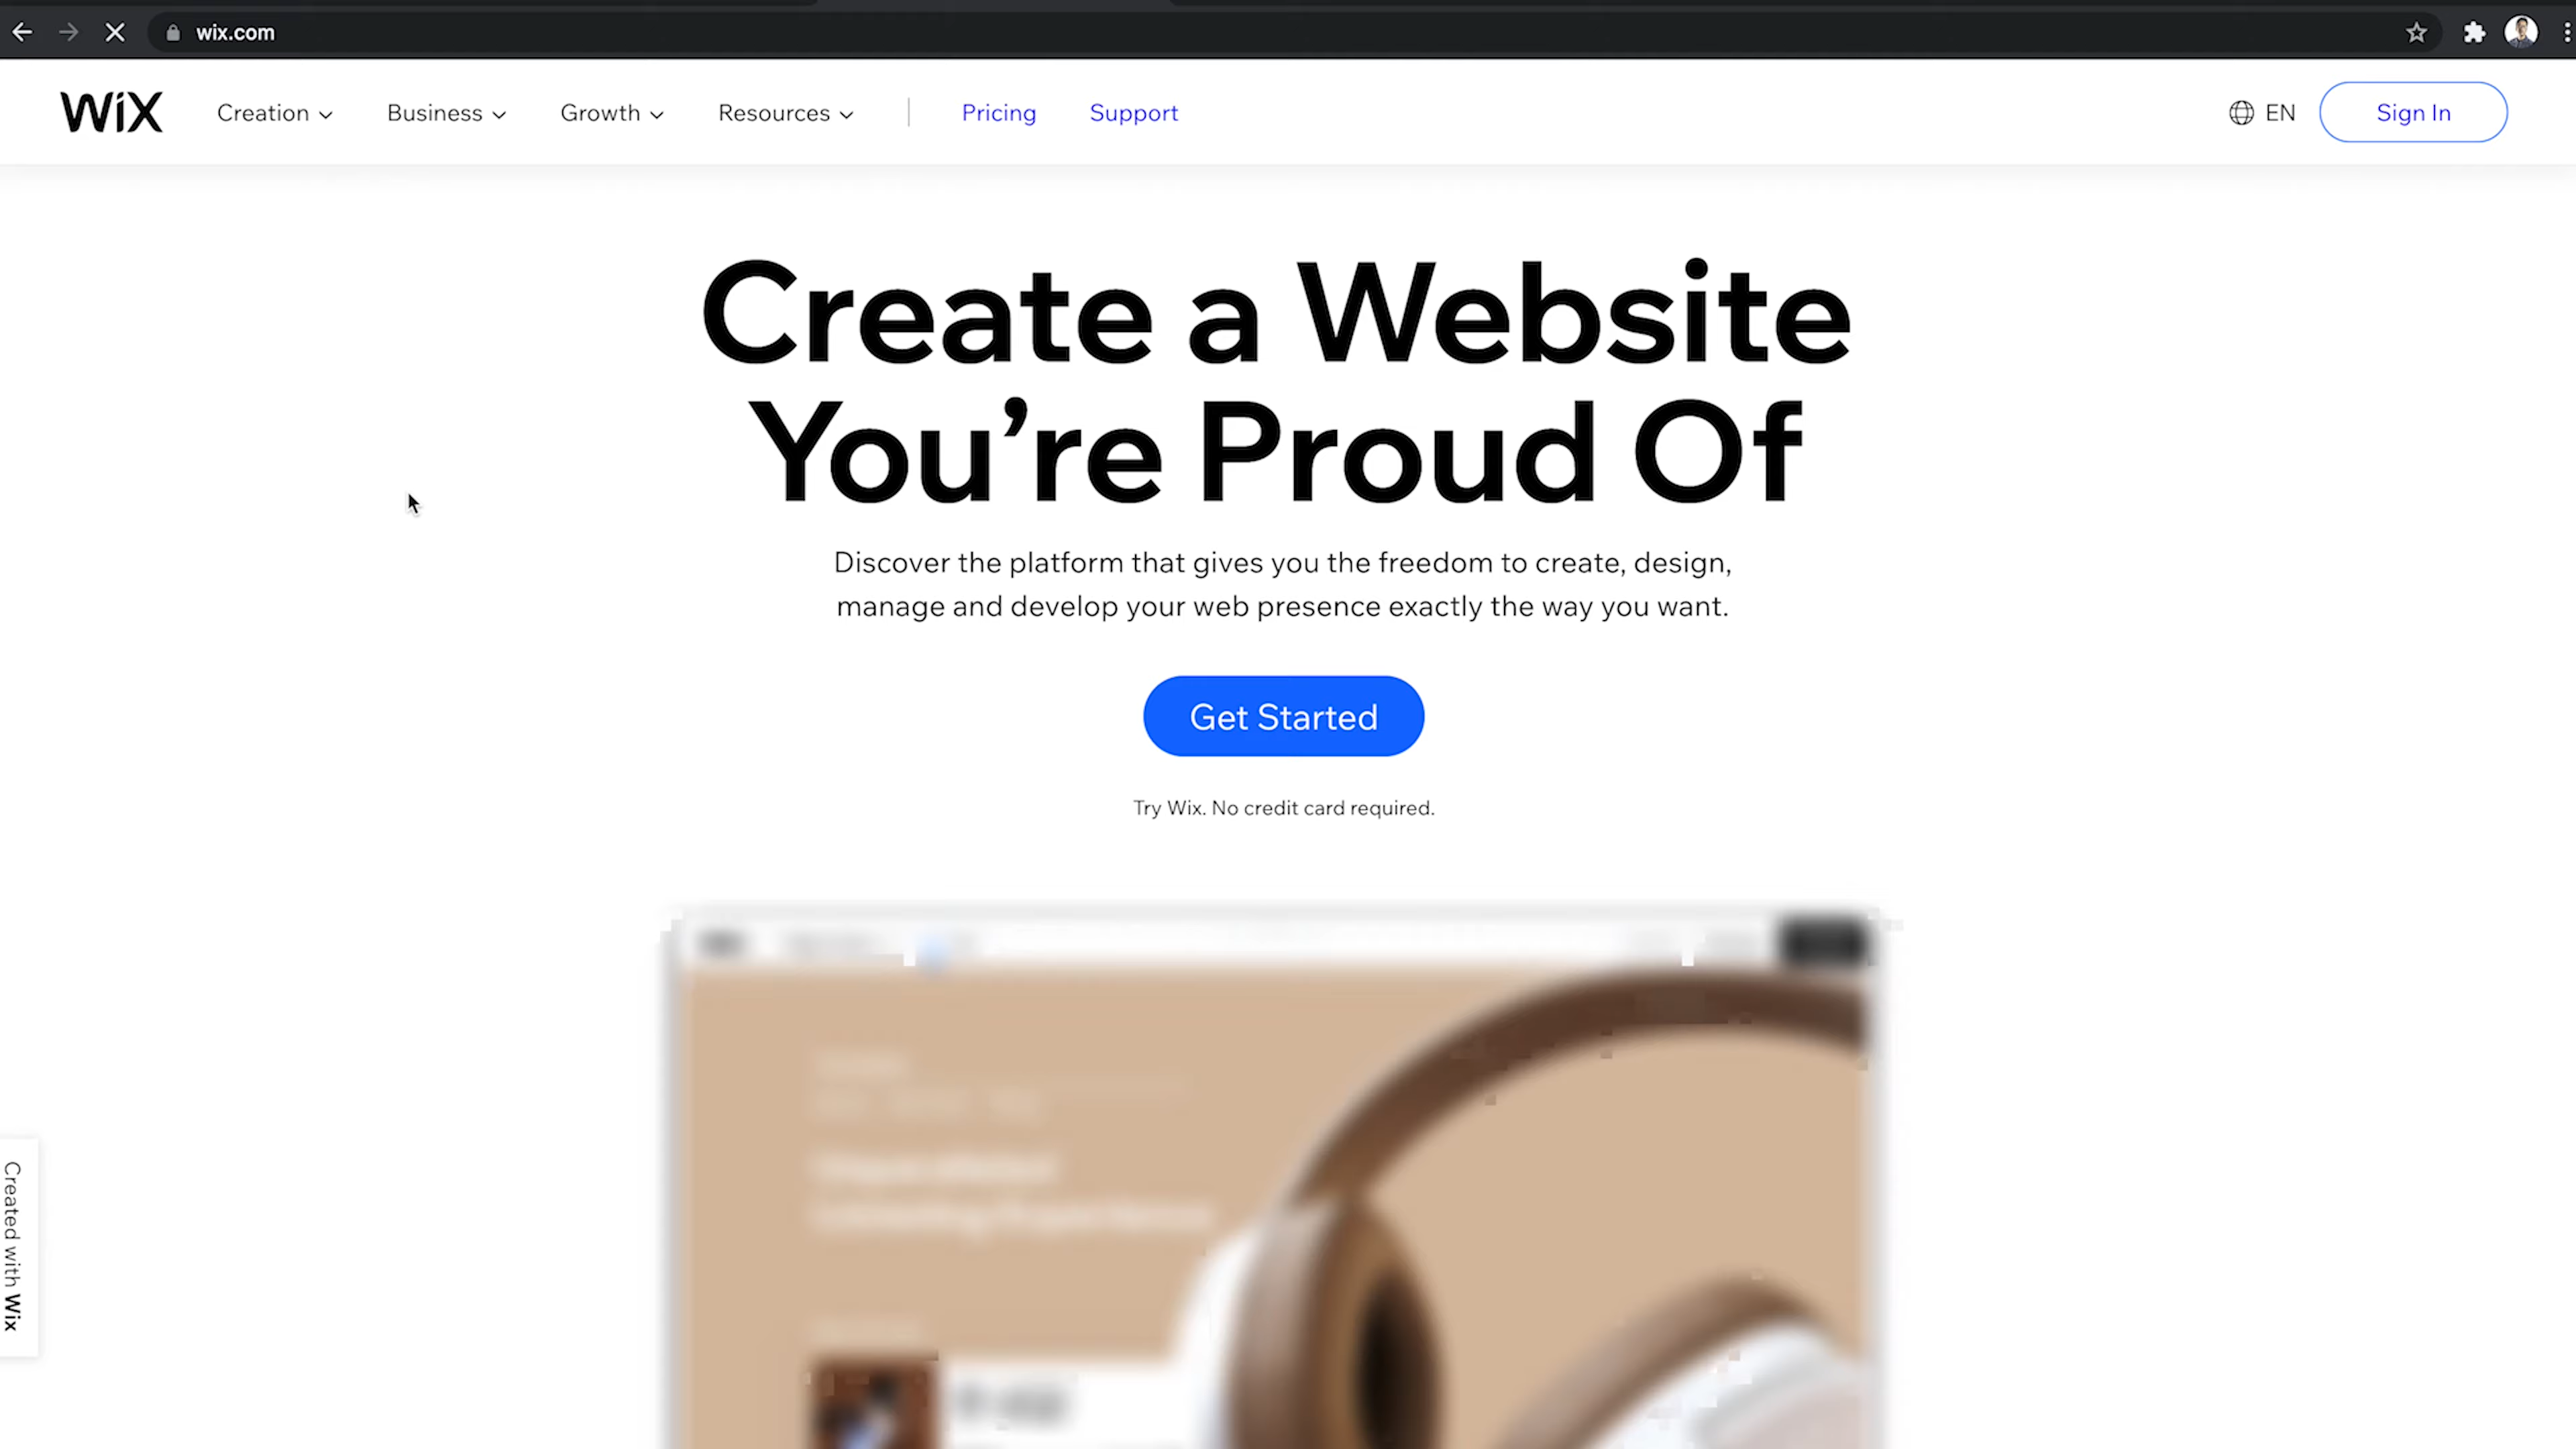 wix.com
WiX
Creation
Business
Growth
Resources
Pricing
Support
EN
Sign In
Create a Website
You’re Proud Of
Discover the platform that gives you the freedom to create, design,
manage and develop your web presence exactly the way you want.
Get Started
Try Wix. No credit card required.
Created with Wix